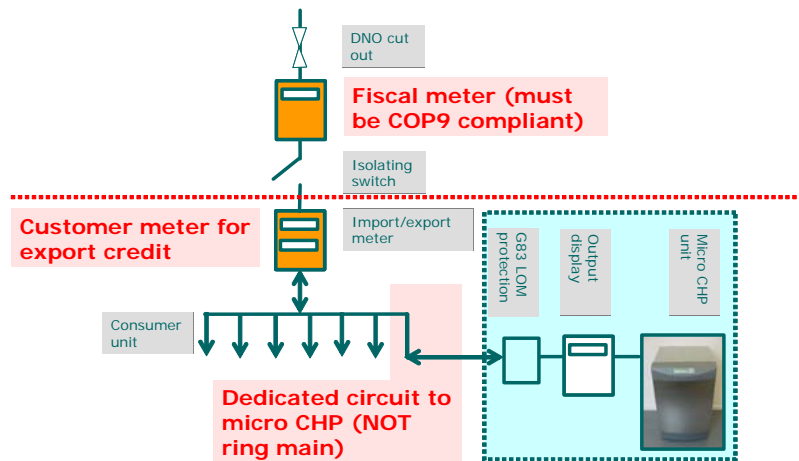 DNO cut
out
Fiscal meter (must
be COP9 compliant)
Isolating
switch
Customer meter for
export credit
Import/export
meter
G83 LOM
protection
Output
display
Micro CHP
unit
Consumer
unit
Dedicated circuit to
micro CHP (NOT
ring main)